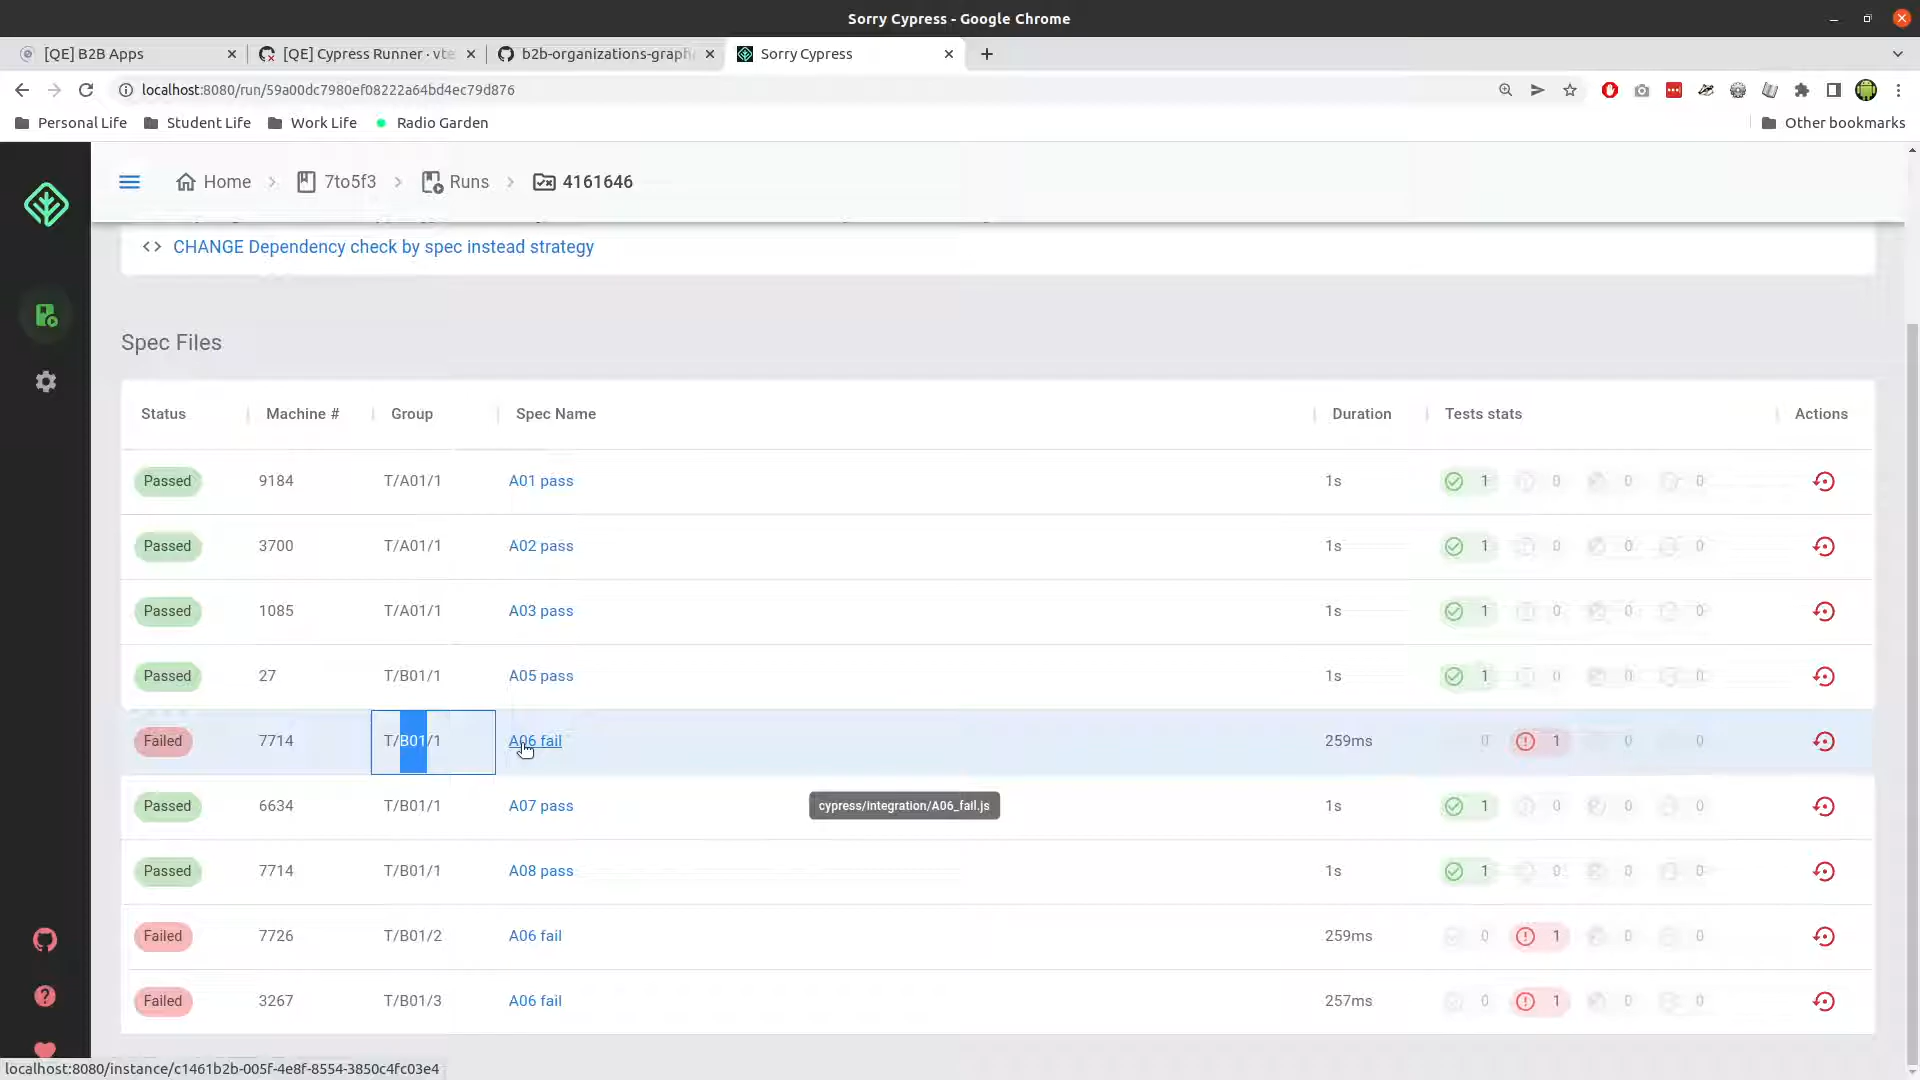 Sorry Cypress - Google Chrome
[QE] B2B Apps
[QE] Cypress Runner · vte
b2b-organizations-graph
Sorry Cypress
localhost:8080/run/59a00dc7980ef08222a64bd4ec79d876
Personal Life
Student Life
Work Life
Radio Garden
Other bookmarks
Home
7to5f3
Runs
4161646
CHANGE Dependency check by spec instead strategy
Spec Files
Status Machine # Group Spec Name Duration Tests stats Actions
Passed 9184 T/A01/1 A01 pass 1s 1 0 0 0
Passed 3700 T/A01/1 A02 pass 1s 1 0 0 0
Passed 1085 T/A01/1 A03 pass 1s 1 0 0 0
Passed 27 T/B01/1 A05 pass 1s 1 0 0 0
Failed 7714 T/B01/1 A06 fail 259ms 0 1 0 0
Passed 6634 T/B01/1 A07 pass 1s 1 0 0 0
cypress/integration/A06_fail.js
Passed 7714 T/B01/1 A08 pass 1s 1 0 0 0
Failed 7726 T/B01/2 A06 fail 259ms 0 1 0 0
Failed 3267 T/B01/3 A06 fail 257ms 0 1 0 0
localhost:8080/instance/c1461b2b-005f-4e8f-8554-3850c4fc03e4